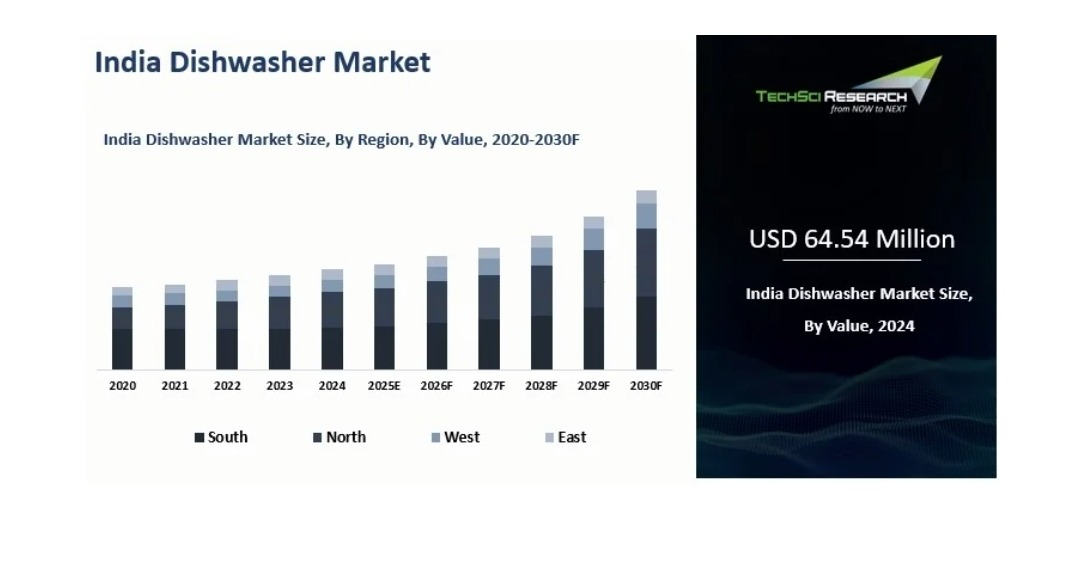 India Dishwasher Market
India Dishwasher Market Size, By Region, By Value, 2020-2030F
2020 2021 2022 2023 2024 2025E 2026F 2027F 2028F 2029F 2030F
South North West East
TECHSCI RESEARCH
from NOW to NEXT
USD 64.54 Million
India Dishwasher Market Size,
By Value, 2024